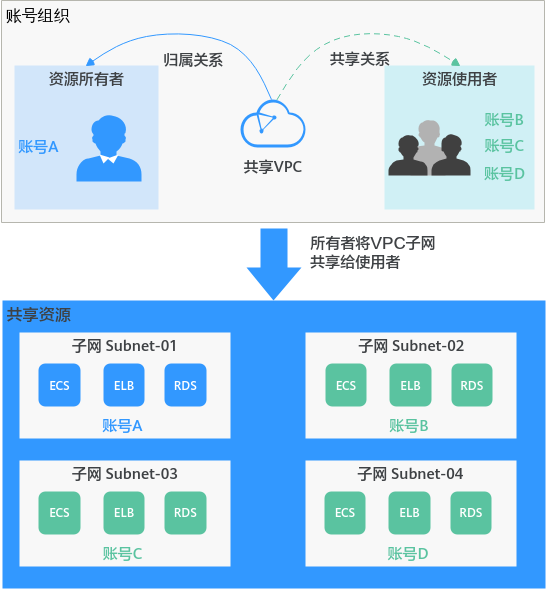 账号组织
归属关系
共享关系
资源所有者
资源使用者
账号A
账号B
账号C
账号D
共享VPC
所有者将VPC子网
共享给使用者
共享资源
子网 Subnet-01
ECS ELB RDS
账号A
子网 Subnet-02
ECS ELB RDS
账号B
子网 Subnet-03
ECS ELB RDS
账号C
子网 Subnet-04
ECS ELB RDS
账号D